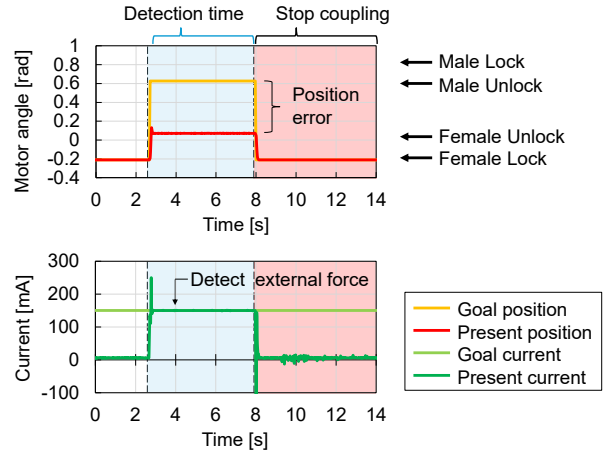 Detection time Stop coupling
Motor angle [rad]
1
0.8
0.6
0.4
0.2
0
-0.2
-0.4
Position
error
0 2 4 6 8 10 12 14
Time [s]
Male Lock
Male Unlock
Female Unlock
Female Lock
Current [mA]
300
200
100
0
-100
Detect external force
0 2 4 6 8 10 12 14
Time [s]
Goal position
Present position
Goal current
Present current